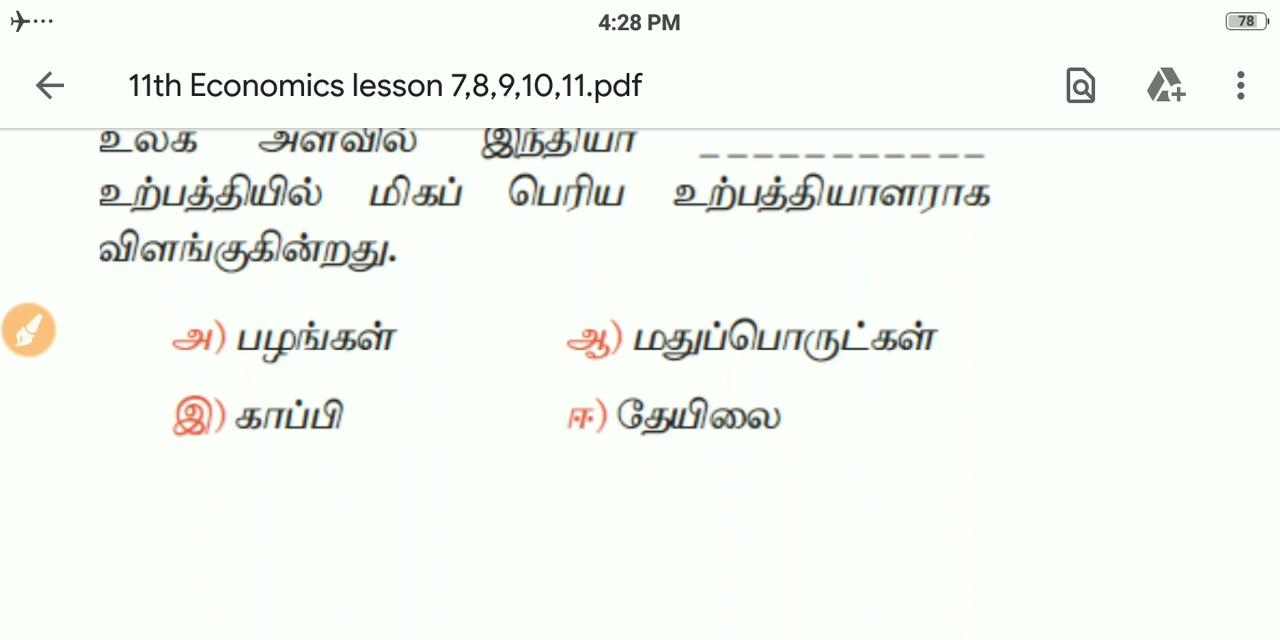 4:28 PM
78
11th Economics lesson 7,8,9,10,11.pdf
உலக அளவில் இந்தியா ___________
உற்பத்தியில் மிகப் பெரிய உற்பத்தியாளராக
விளங்குகின்றது.
அ) பழங்கள் ஆ) மதுப்பொருட்கள்
இ) காப்பி ஈ) தேயிலை